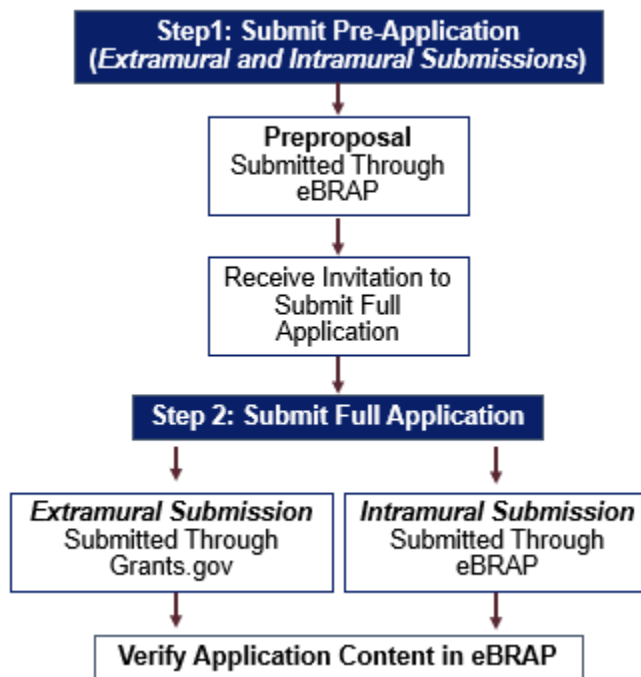 Step1: Submit Pre-Application
(Extramural and Intramural Submissions)
Preproposal
Submitted Through
eBRAP
Receive Invitation to
Submit Full
Application
Step 2: Submit Full Application
Extramural Submission
Submitted Through
Grants.gov
Intramural Submission
Submitted Through
eBRAP
Verify Application Content in eBRAP